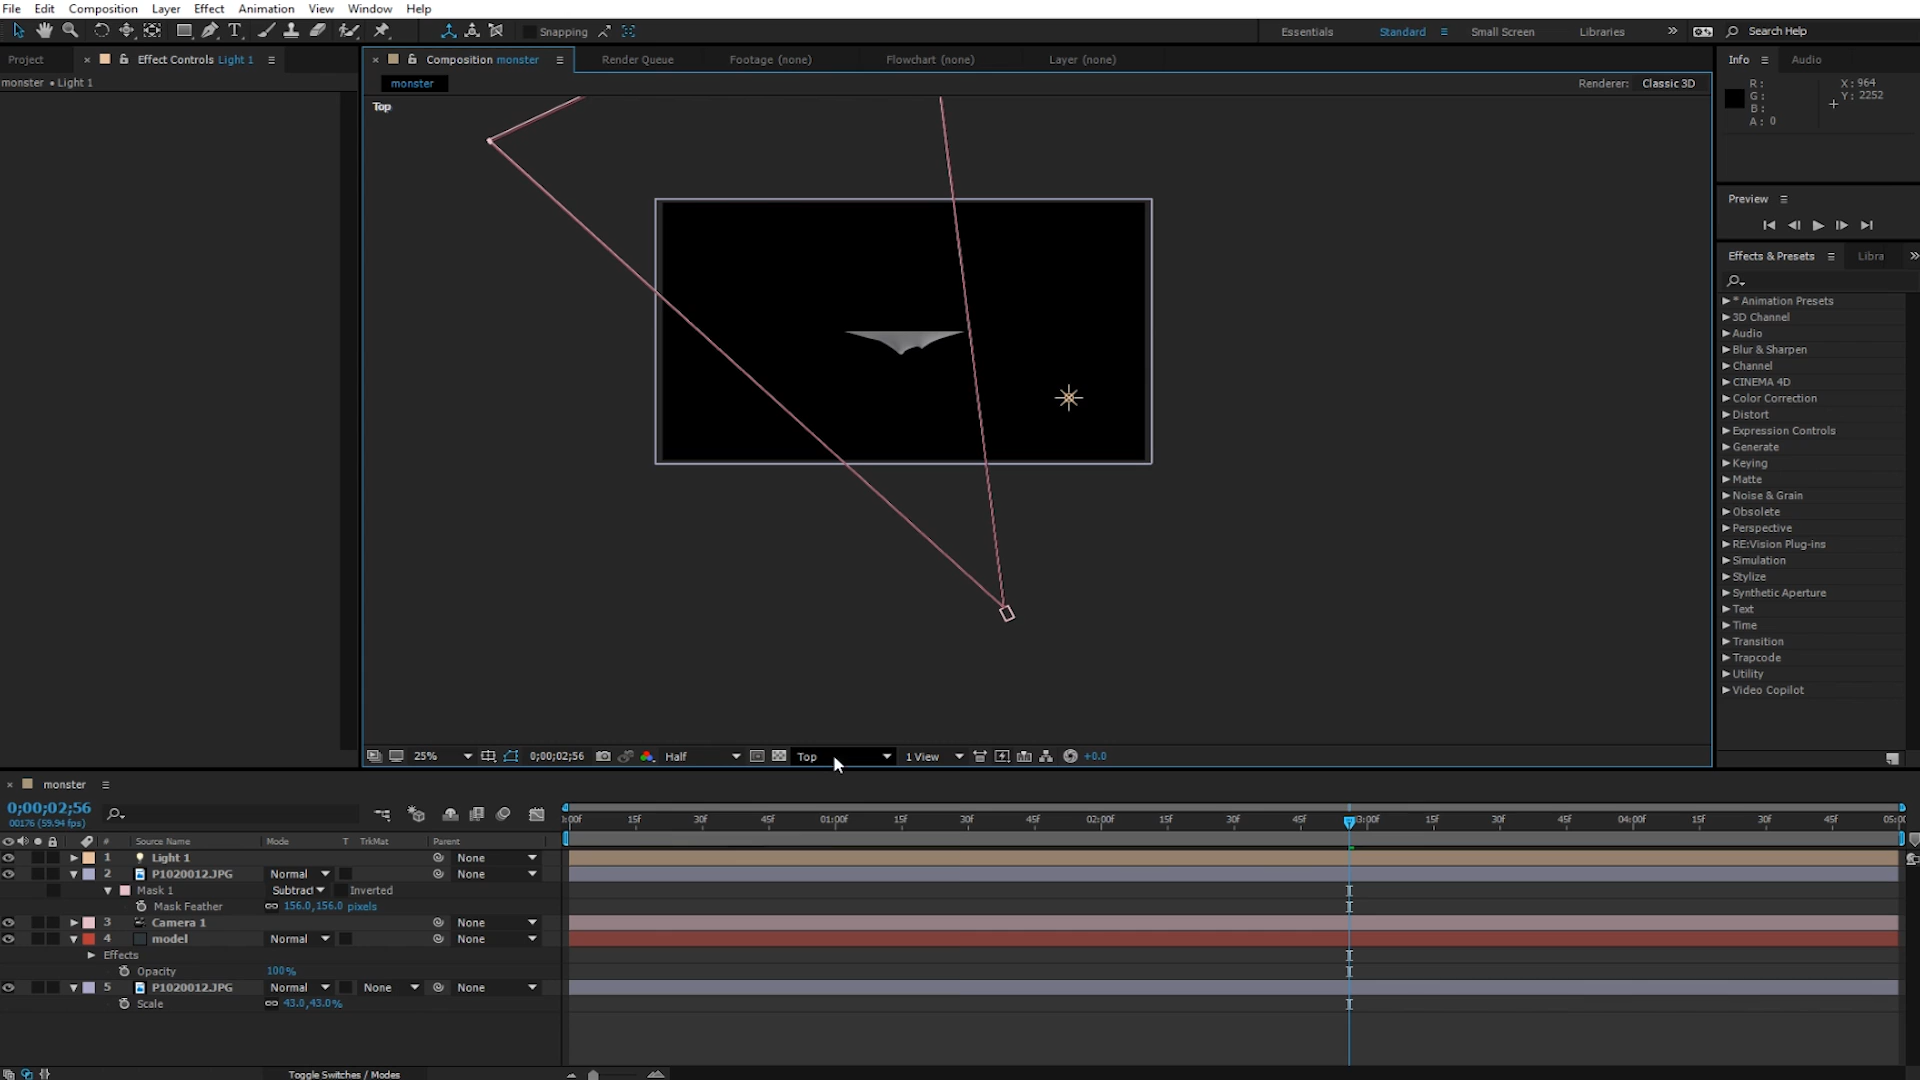 File Edit Composition Layer Effect Animation View Window Help
Snapping Essentials Standard Small Screen Libraries Search Help
Project Effect Controls Light 1 Composition monster Render Queue Footage (none) Flowchart (none) Layer (none) Info Audio
monster • Light 1 monster Renderer: Classic 3D
Top
R: G: B: A: 0
X: 964
Y: 2252
Preview
Effects & Presets Libra
* Animation Presets
3D Channel
Audio
Blur & Sharpen
Channel
CINEMA 4D
Color Correction
Distort
Expression Controls
Generate
Keying
Matte
Noise & Grain
Obsolete
Perspective
RE:Vision Plug-ins
Simulation
Stylize
Synthetic Aperture
Text
Time
Transition
Trapcode
Utility
Video Copilot
25% 0;00;02;56 Half Top 1 View +0.0
monster
0;00;02;56
00176 (59.94 fps)
:00f 15f 30f 45f 01:00f 15f 30f 45f 02:00f 15f 30f 45f 03:00f 15f 30f 45f 04:00f 15f 30f 45f 05:00
# Source Name Mode T TrkMat Parent
1 Light 1 None
2 P1020012.JPG Normal None
Mask 1 Subtract Inverted
Mask Feather 156.0,156.0 pixels
3 Camera 1 None
4 model Normal None
Effects
Opacity 100%
5 P1020012.JPG Normal None None
Scale 43.0,43.0%
Toggle Switches / Modes